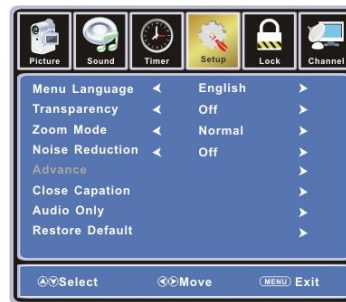 Picture Sound Timer Setup Lock Channel
Menu Language English
Transparency Off
Zoom Mode Normal
Noise Reduction Off
Advance
Close Capation
Audio Only
Restore Default
Select Move MENU Exit